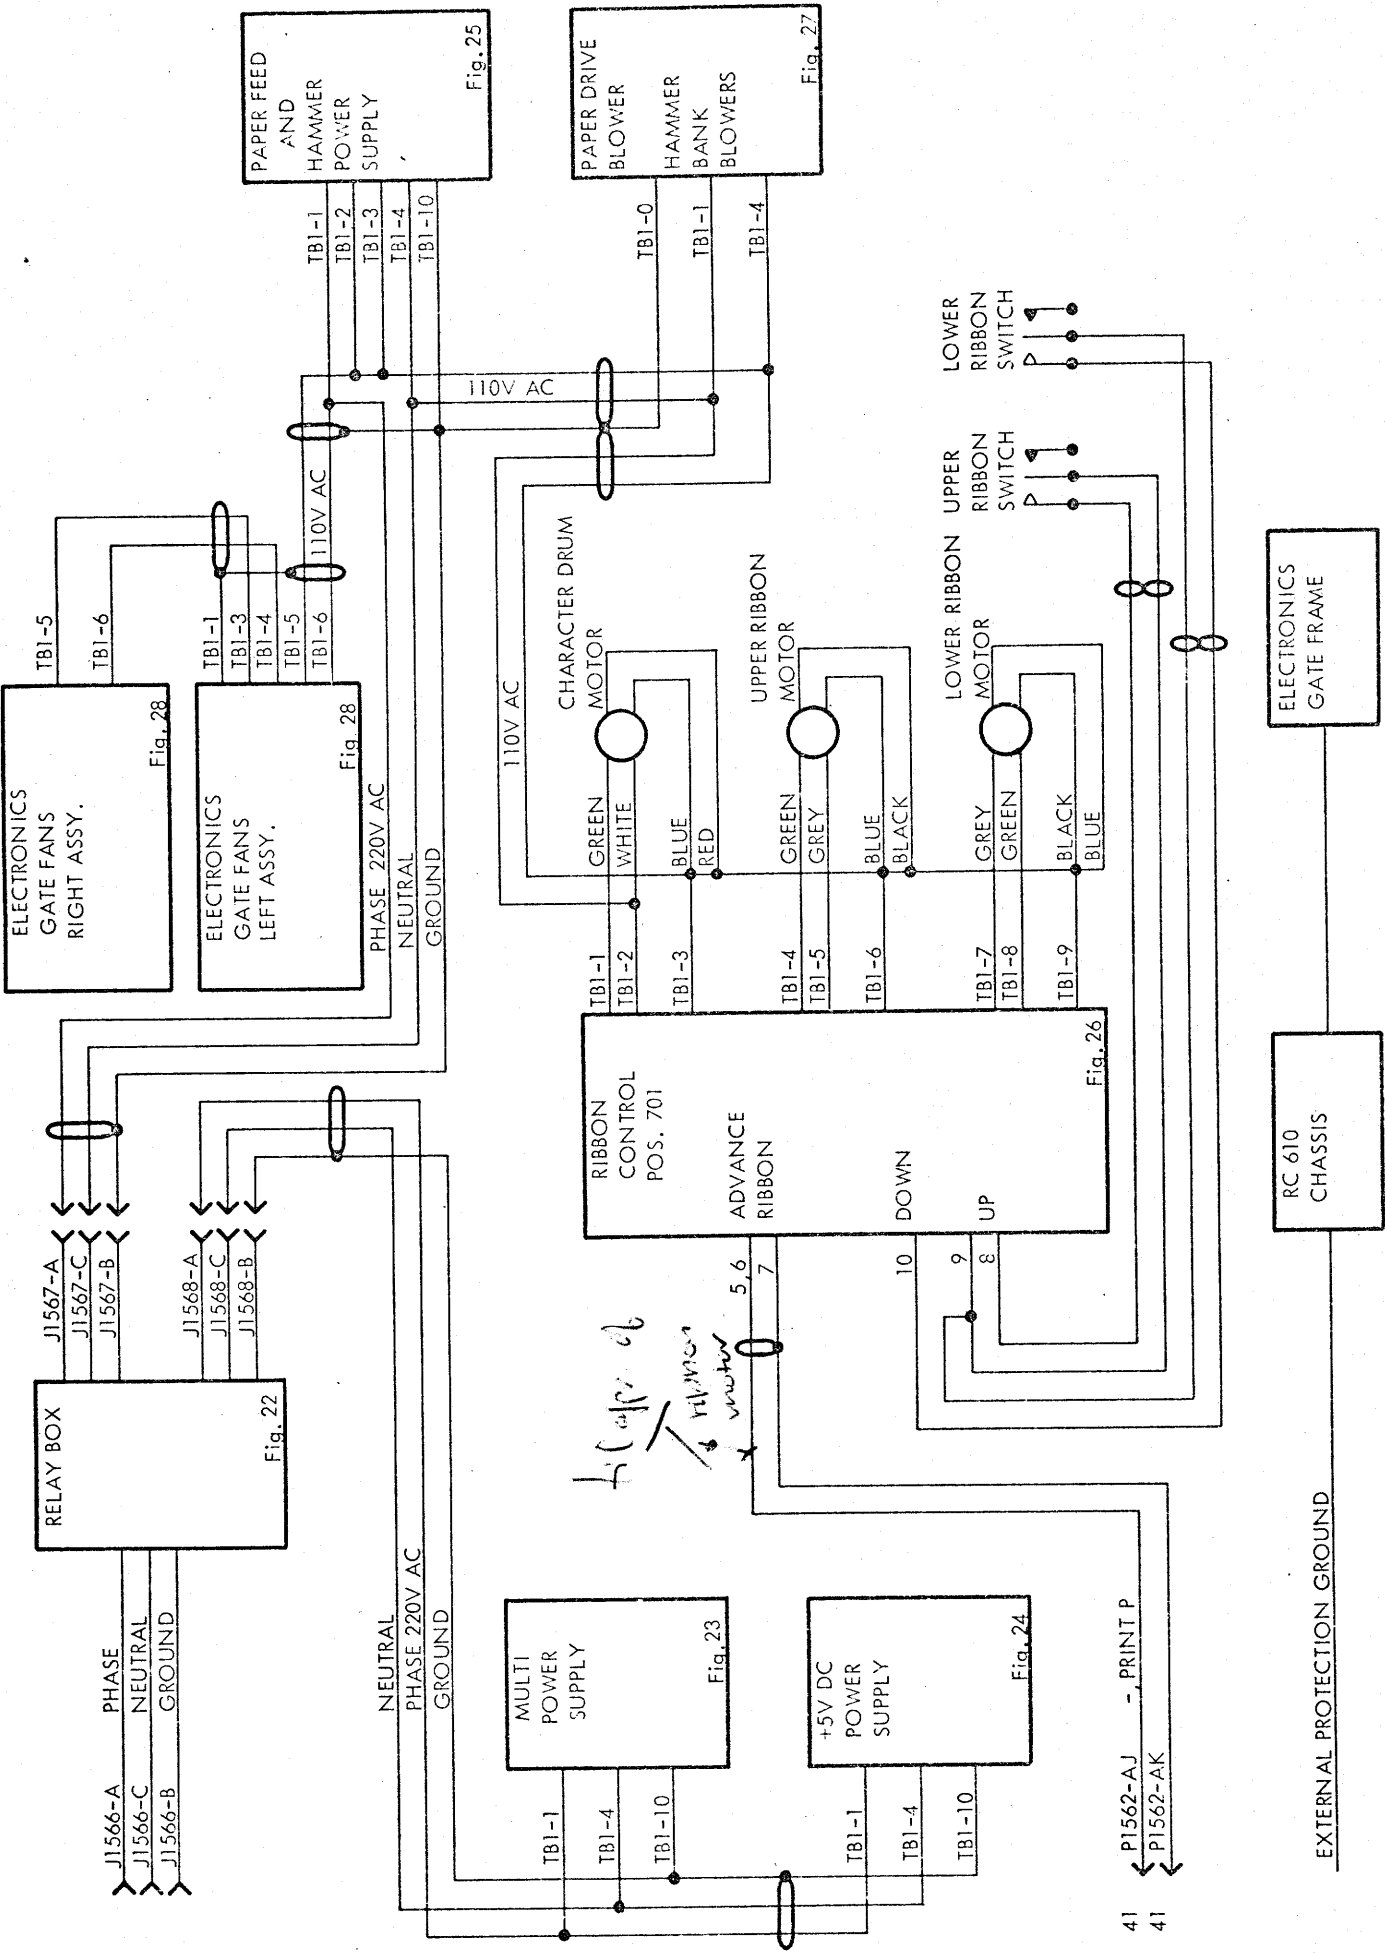 J1566-A PHASE
J1566-C NEUTRAL
J1566-B GROUND
RELAY BOX
Fig. 22
J1567-A
J1567-C
J1567-B
J1568-A
J1568-C
J1568-B
ELECTRONICS
GATE FANS
RIGHT ASSY.
Fig. 28
TB1-5
TB1-6
ELECTRONICS
GATE FANS
LEFT ASSY.
Fig. 28
TB1-1
TB1-3
TB1-4
TB1-5
TB1-6
110V AC
PHASE 220V AC
NEUTRAL
GROUND
PAPER FEED
AND
HAMMER
POWER
SUPPLY
Fig. 25
TB1-1
TB1-2
TB1-3
TB1-4
TB1-10
110V AC
PAPER DRIVE
BLOWER
HAMMER
BANK
BLOWERS
Fig. 27
TB1-0
TB1-1
TB1-4
NEUTRAL
PHASE 220V AC
GROUND
MULTI
POWER
SUPPLY
Fig. 23
TB1-1
TB1-4
TB1-10
+5V DC
POWER
SUPPLY
Fig. 24
TB1-1
TB1-4
TB1-10
110V AC
CHARACTER DRUM
MOTOR
GREEN
WHITE
BLUE
RED
UPPER RIBBON
MOTOR
GREEN
GREY
BLUE
BLACK
LOWER RIBBON
MOTOR
GREY
GREEN
BLACK
BLUE
TB1-1
TB1-2
TB1-3
TB1-4
TB1-5
TB1-6
TB1-7
TB1-8
TB1-9
RIBBON
CONTROL
POS. 701
ADVANCE
RIBBON
DOWN
UP
Fig. 26
5,6
7
10
9
8
motor
UPPER
RIBBON
SWITCH
LOWER
RIBBON
SWITCH
41 P1562-AJ -, PRINT P
41 P1562-AK
EXTERNAL PROTECTION GROUND
RC 610
CHASSIS
ELECTRONICS
GATE FRAME